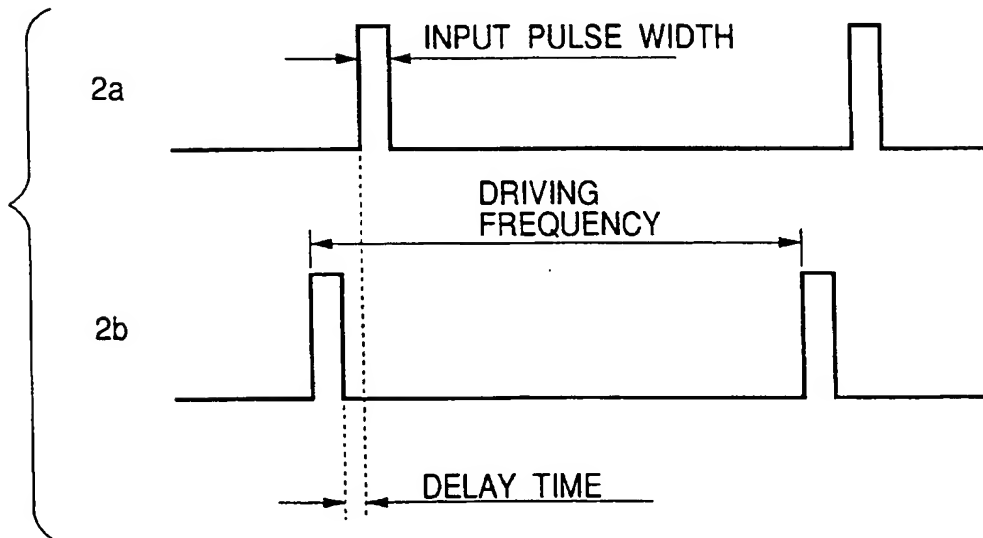 INPUT PULSE WIDTH
2a
DRIVING
FREQUENCY
2b
DELAY TIME